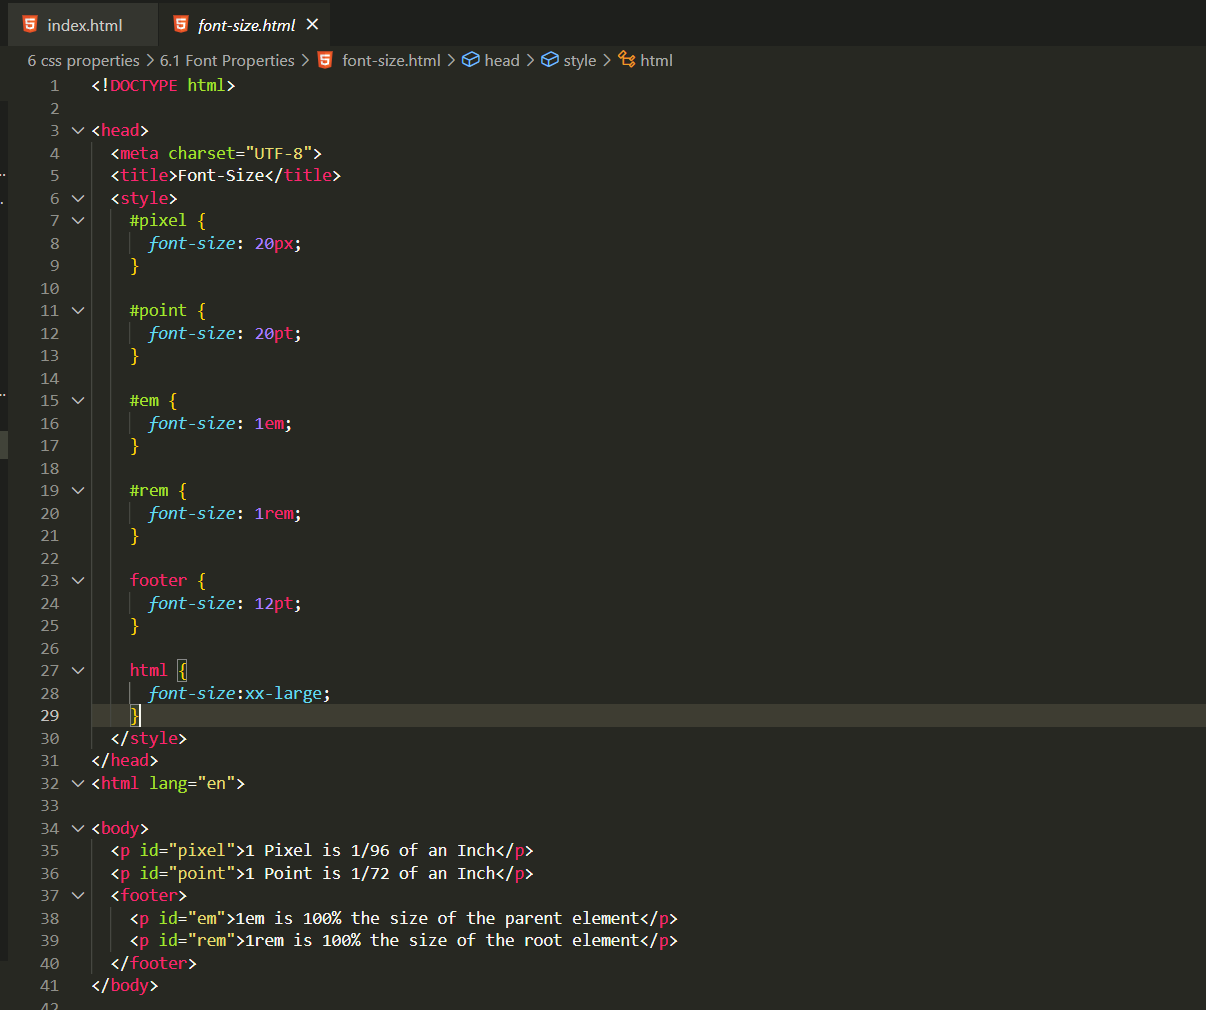 index.html font-size.html
6 css properties > 6.1 Font Properties > font-size.html > head > style > html
1 <!DOCTYPE html>
2
3 <head>
4 <meta charset="UTF-8">
5 <title>Font-Size</title>
6 <style>
7 #pixel {
8 font-size: 20px;
9 }
10
11 #point {
12 font-size: 20pt;
13 }
14
15 #em {
16 font-size: 1em;
17 }
18
19 #rem {
20 font-size: 1rem;
21 }
22
23 footer {
24 font-size: 12pt;
25 }
26
27 html {
28 font-size:xx-large;
29 }
30 </style>
31 </head>
32 <html lang="en">
33
34 <body>
35 <p id="pixel">1 Pixel is 1/96 of an Inch</p>
36 <p id="point">1 Point is 1/72 of an Inch</p>
37 <footer>
38 <p id="em">1em is 100% the size of the parent element</p>
39 <p id="rem">1rem is 100% the size of the root element</p>
40 </footer>
41 </body>
42